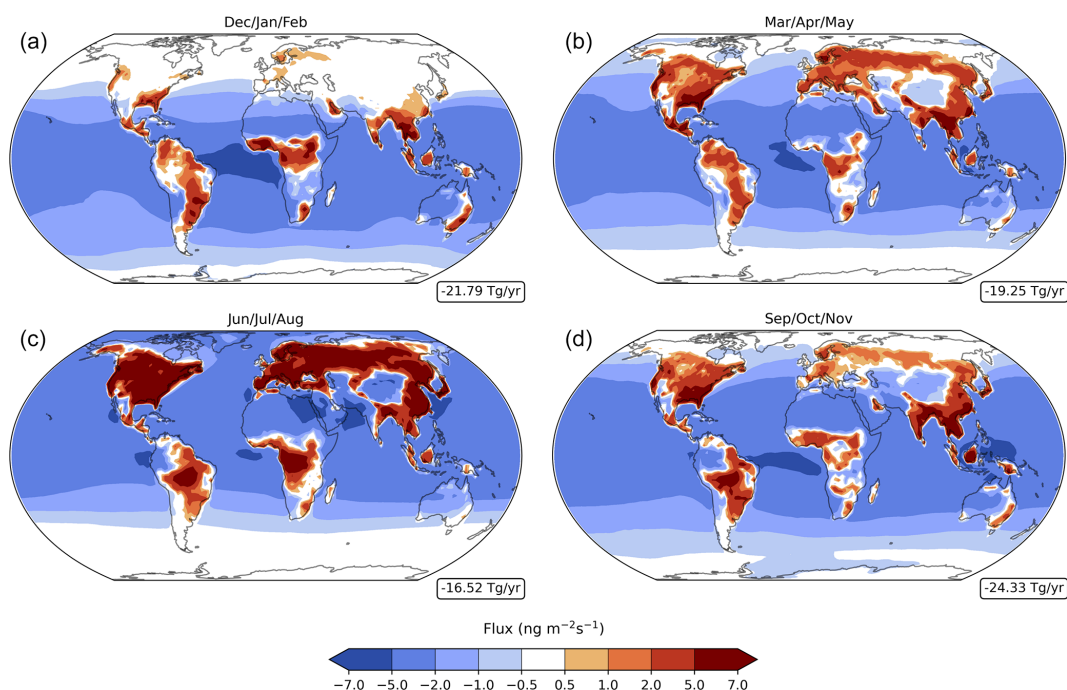 Dec/Jan/Feb
Mar/Apr/May
(a)
(b)
-21.79 Tg/yr
-19.25 Tg/yr
Jun/Jul/Aug
Sep/Oct/Nov
(c)
(d)
-16.52 Tg/yr
-24.33 Tg/yr
Flux (ng m⁻²s⁻¹)
−7.0 −5.0 −2.0 −1.0 −0.5 0.5 1.0 2.0 5.0 7.0